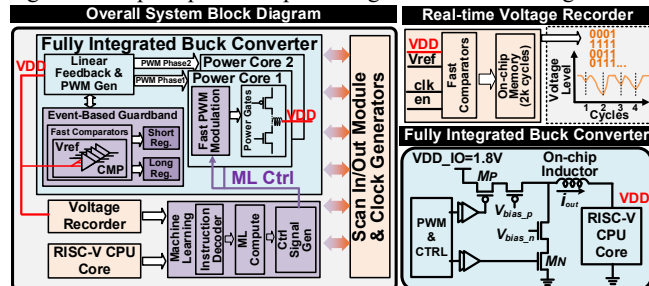 Overall System Block Diagram
Fully Integrated Buck Converter
VDD
Linear
Feedback &
PWM Gen
PWM Phase2
PWM Phase1
Power Core 2
Power Core 1
Fast PWM
Modulation
Power Gates
VDD
Event-Based Guardband
Fast Comparators
Vref
CMP
Short
Reg.
Long
Reg.
ML Ctrl
Voltage
Recorder
RISC-V CPU
Core
Machine
Learning
Instruction
Decoder
ML
Compute
Ctrl
Signal
Gen
Scan In/Out Module
& Clock Generators
Real-time Voltage Recorder
VDD
Vref
clk
en
Fast
Comparators
On-chip
Memory
(2k cycles)
0001
1111
0011
0111...
Voltage
Level
1 2 3 4
Cycles
Fully Integrated Buck Converter
VDD_IO=1.8V
On-chip
Inductor
MP
Vbias_p
Vbias_n
MN
iout
VDD
PWM
&
CTRL
RISC-V
CPU
Core